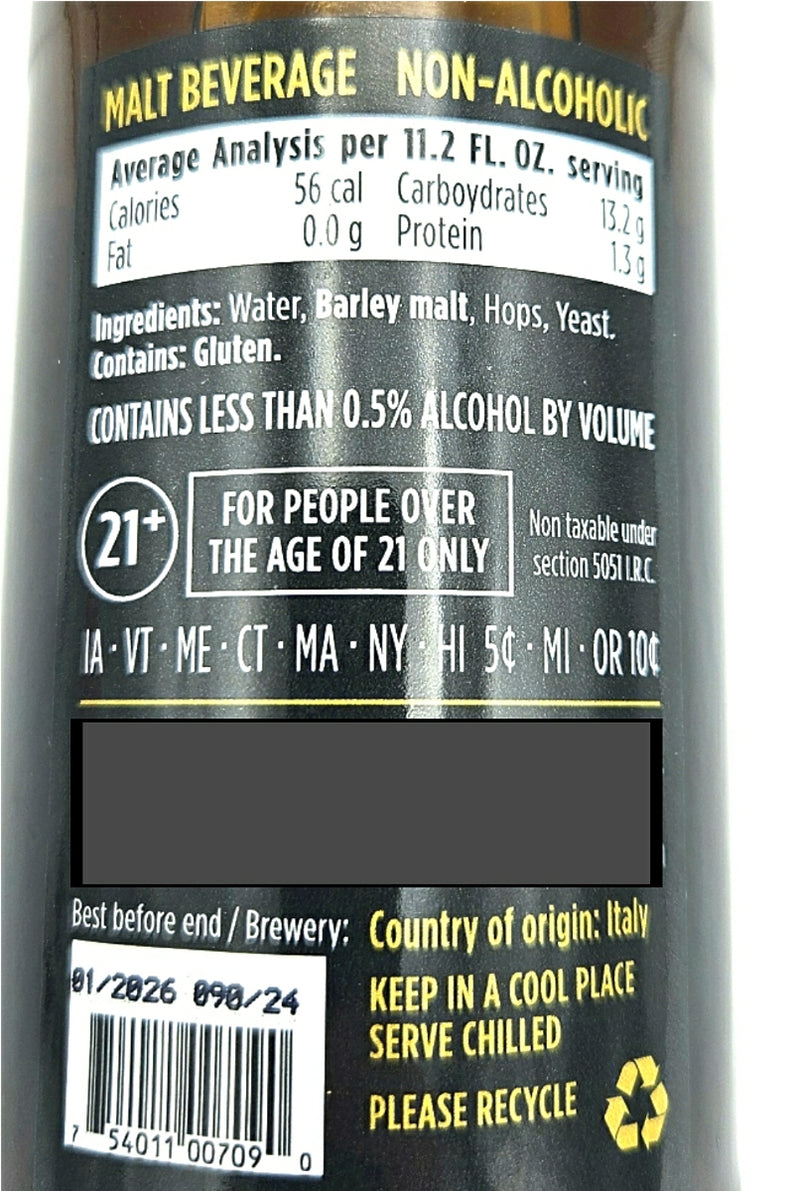 MALT BEVERAGE NON-ALCOHOLIC
Average Analysis per 11.2 FL. OZ. serving
Calories 56 cal Carboydrates 13.2 g
Fat 0.0 g Protein 1.3 g
Ingredients: Water, Barley malt, Hops, Yeast.
Contains: Gluten.
CONTAINS LESS THAN 0.5% ALCOHOL BY VOLUME
21+
FOR PEOPLE OVER
THE AGE OF 21 ONLY
Non taxable under
section 5051 I.R.C.
IA · VT · ME · CT · MA · NY · HI 5¢ · MI · OR 10¢
Best before end / Brewery:
01/2026 090/24
7 54011 00709 0
Country of origin: Italy
KEEP IN A COOL PLACE
SERVE CHILLED
PLEASE RECYCLE